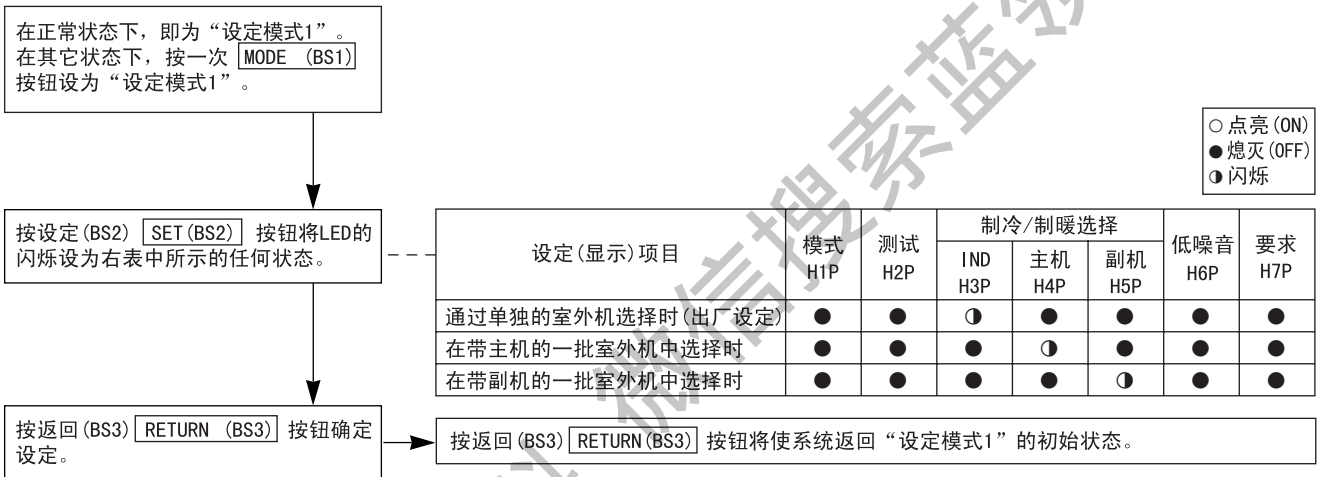 在正常状态下，即为“设定模式1”。
在其它状态下，按一次 MODE (BS1)
按钮设为“设定模式1”。
○点亮(ON)
●熄灭(OFF)
◑闪烁
按设定(BS2) SET(BS2) 按钮将LED的
闪烁设为右表中所示的任何状态。
设定(显示)项目 模式 H1P 测试 H2P 制冷/制暖选择 IND H3P 主机 H4P 副机 H5P 低噪音 H6P 要求 H7P
通过单独的室外机选择时(出厂设定) ● ● ◑ ● ● ● ●
在带主机的一批室外机中选择时 ● ● ● ◑ ● ● ●
在带副机的一批室外机中选择时 ● ● ● ● ◑ ● ●
按返回(BS3) RETURN (BS3) 按钮确定
设定。
按返回(BS3) RETURN(BS3) 按钮将使系统返回“设定模式1”的初始状态。
微信搜索蓝领